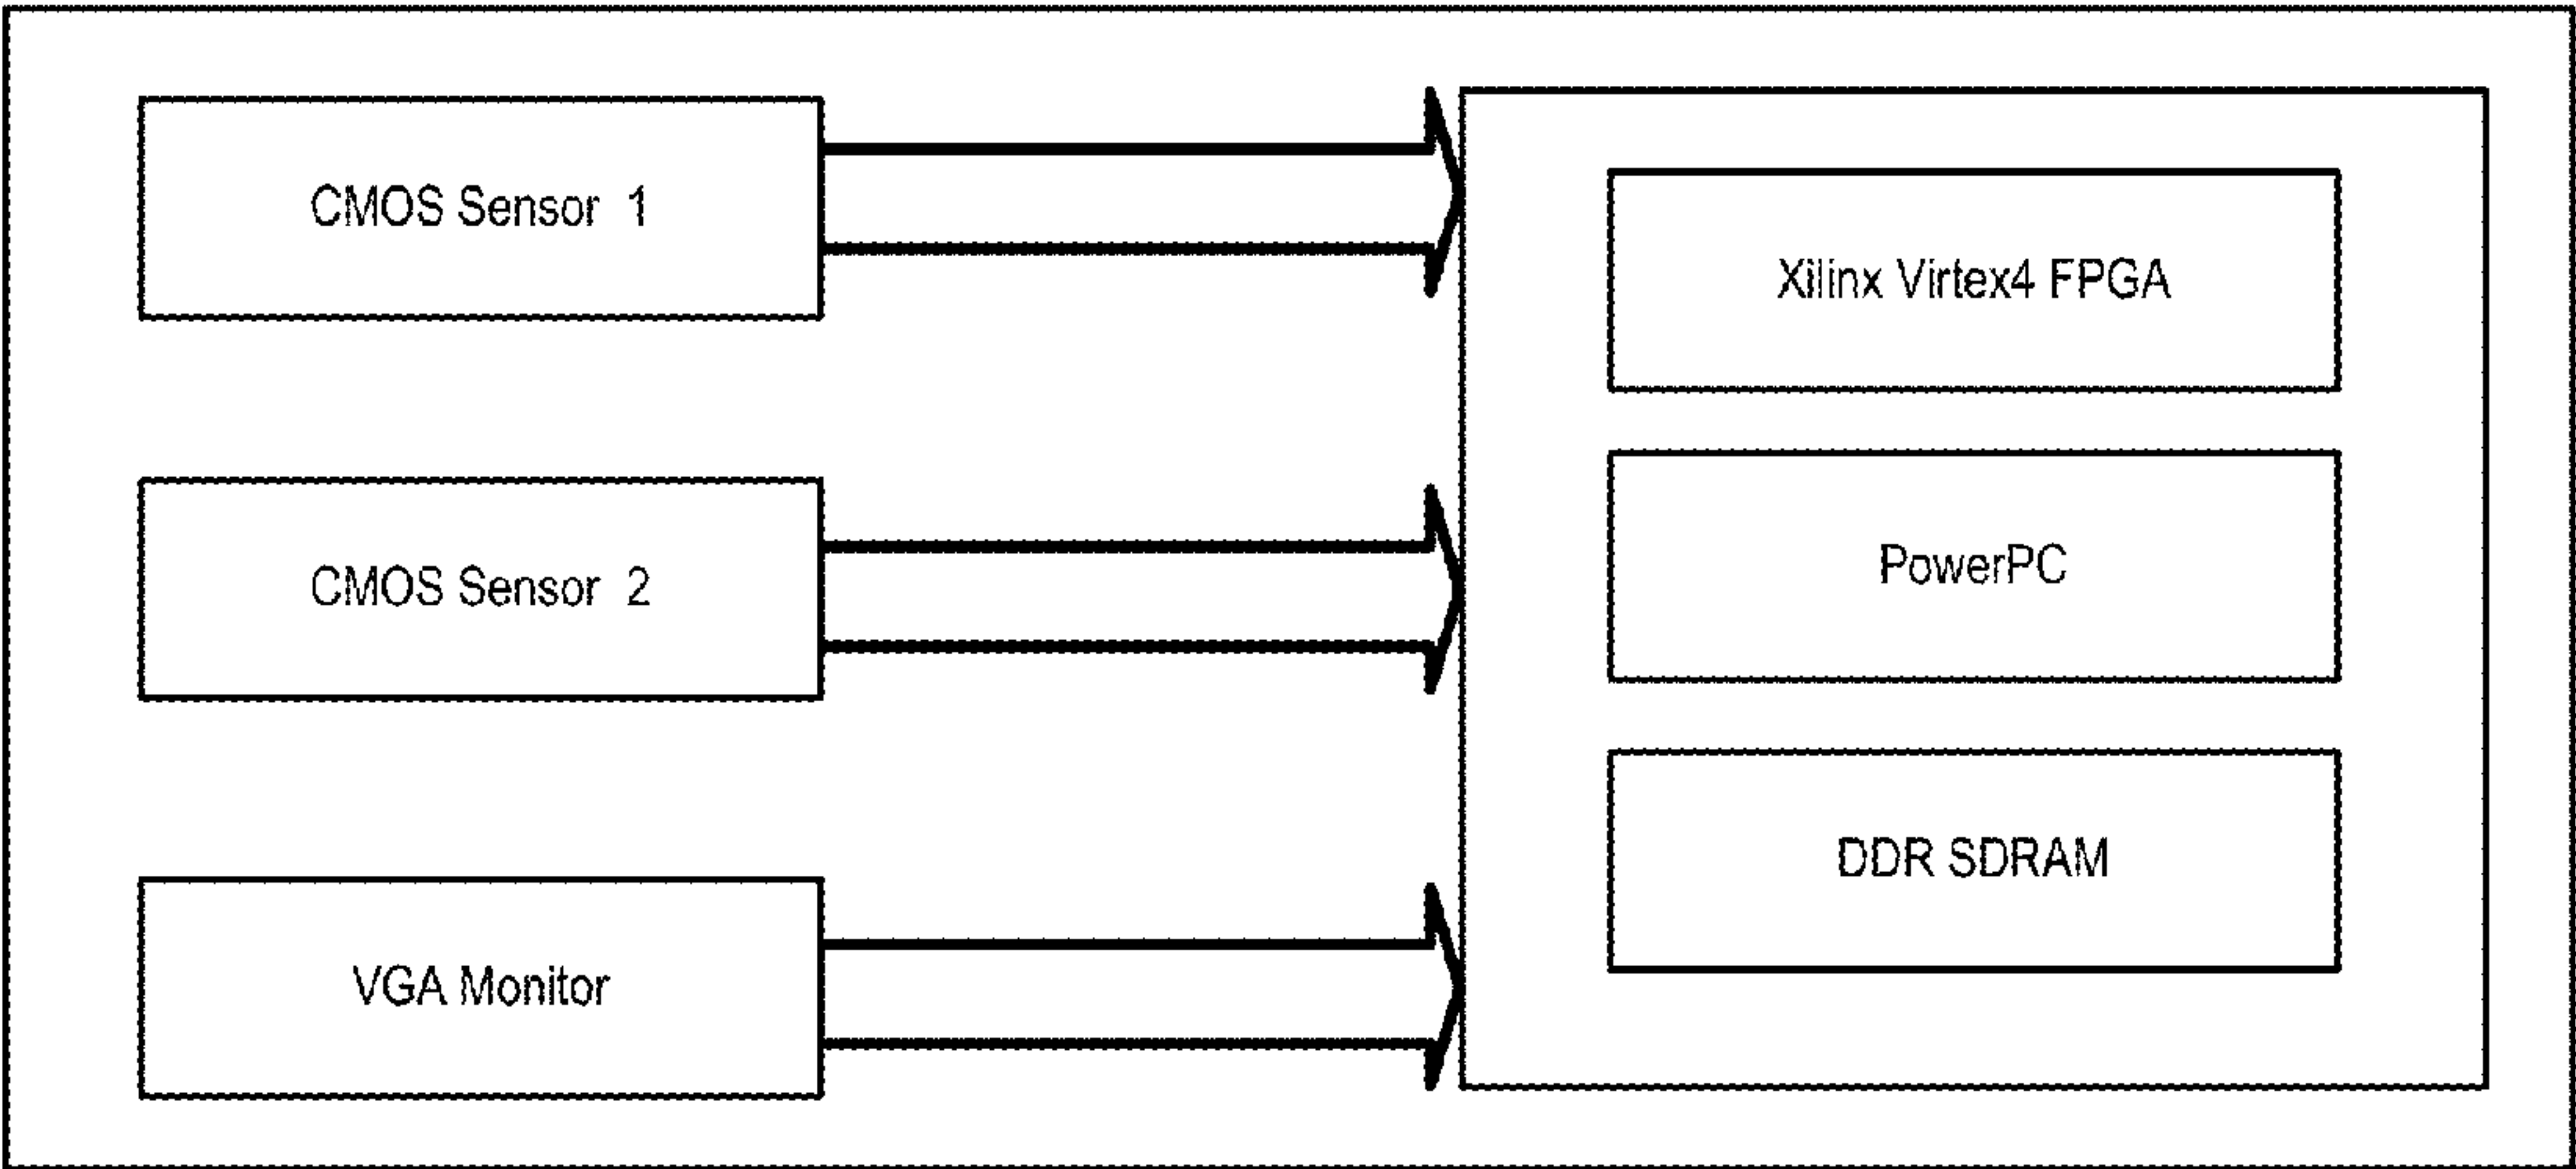 CMOS Sensor 1
CMOS Sensor 2
VGA Monitor
Xilinx Virtex4 FPGA
PowerPC
DDR SDRAM